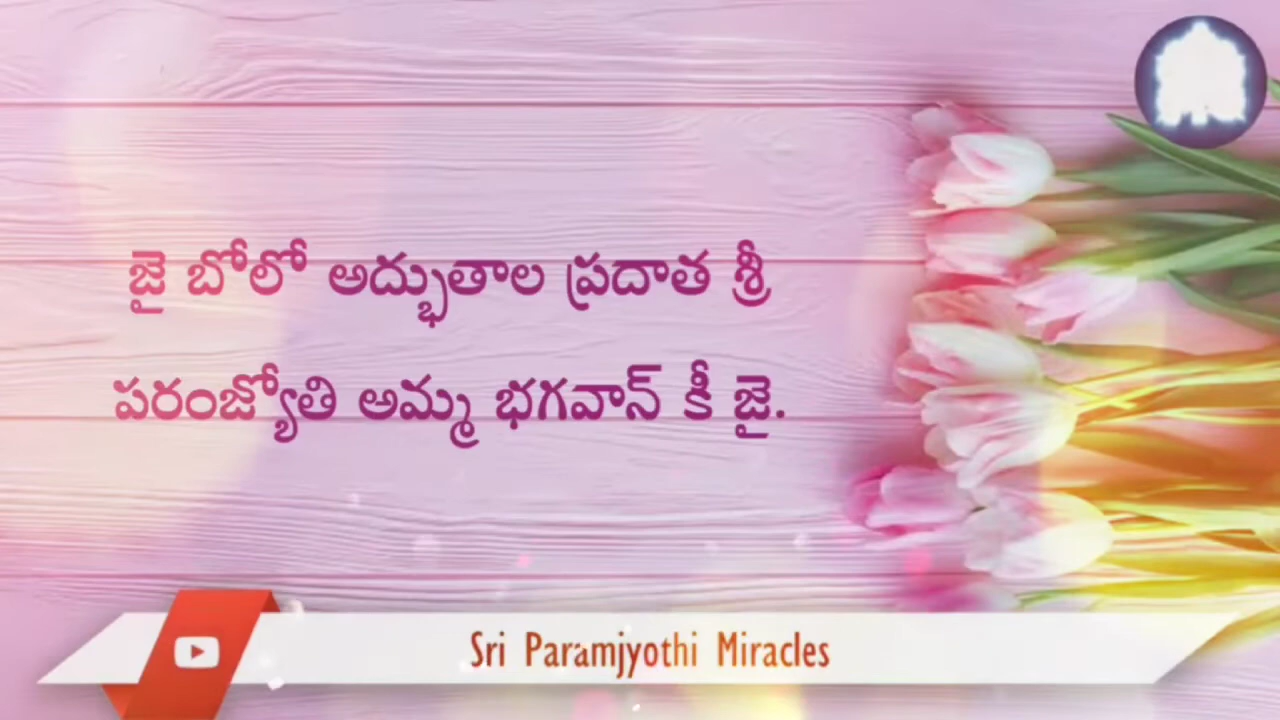 జై బోలో అద్భుతాల ప్రదాత శ్రీ
పరంజ్యోతి అమ్మ భగవాన్ కీ జై.
Sri Paramjyothi Miracles